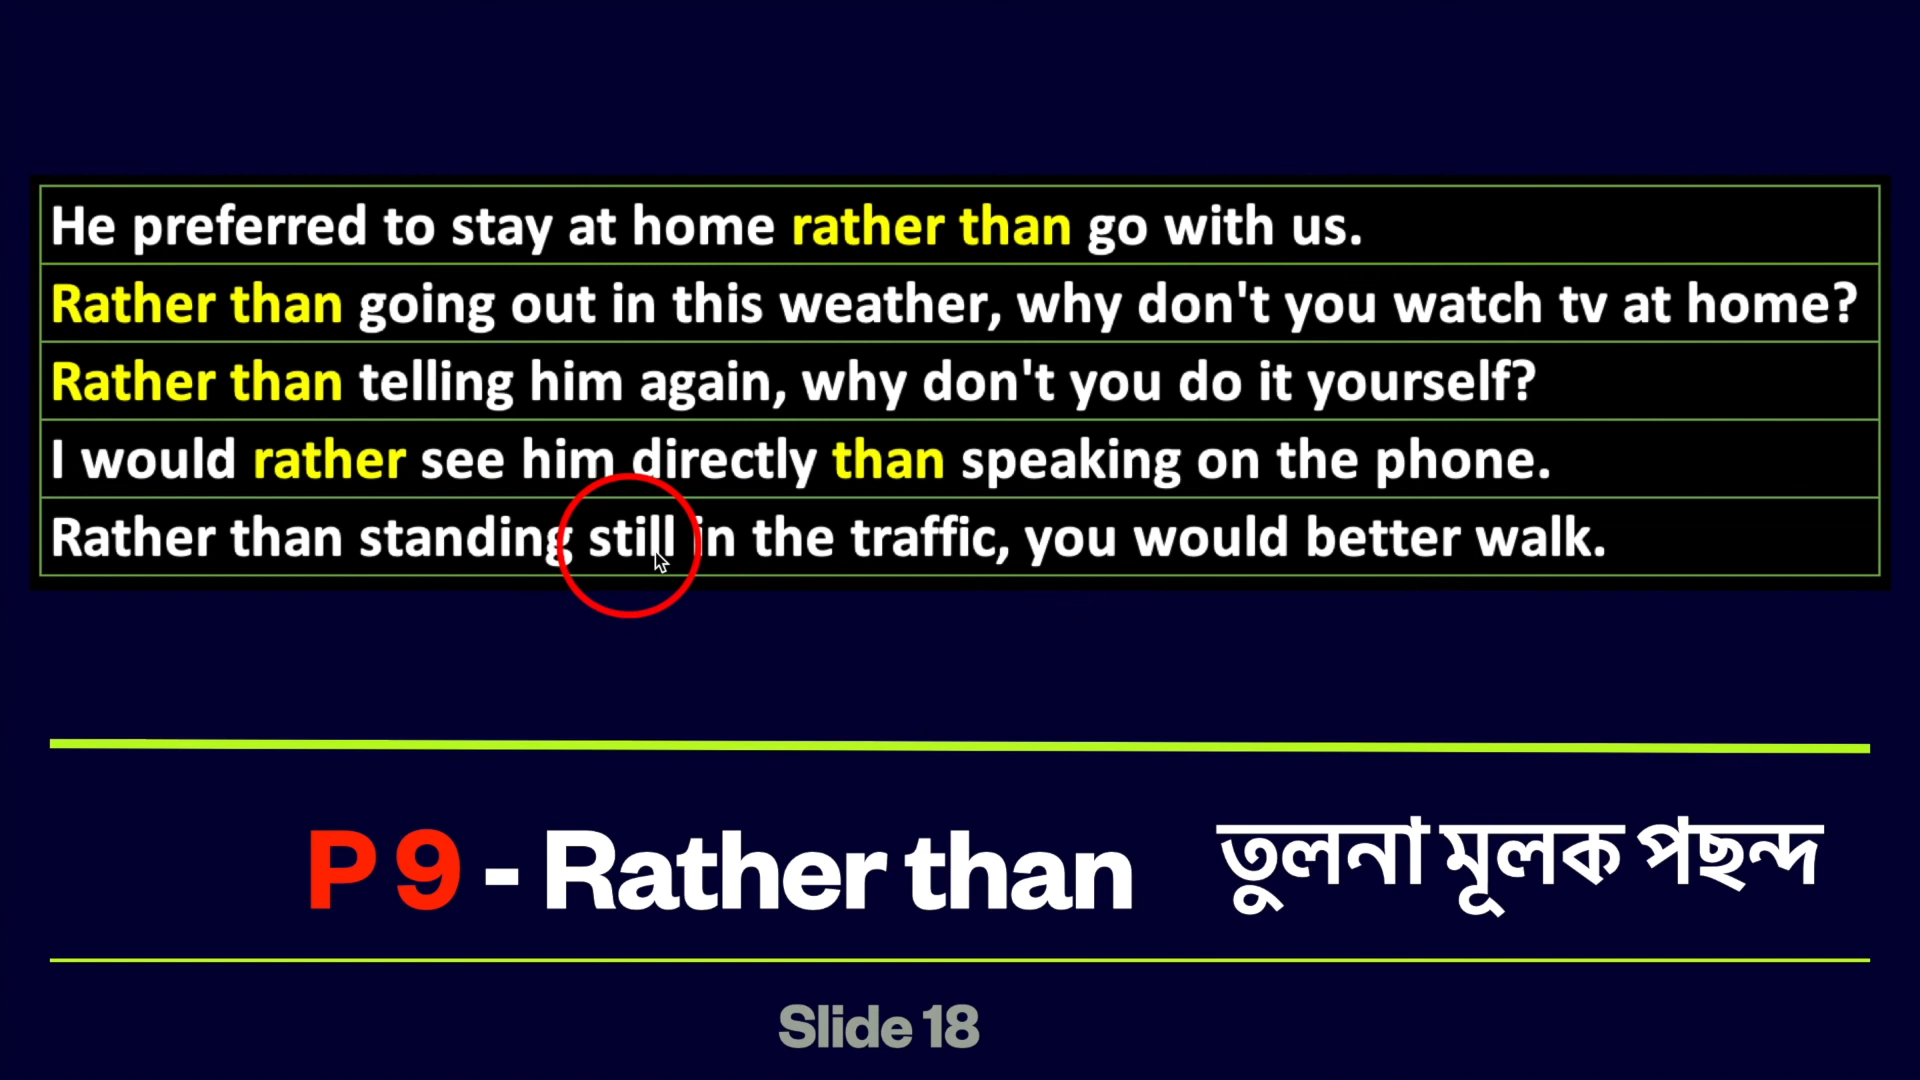 He preferred to stay at home rather than go with us.
Rather than going out in this weather, why don't you watch tv at home?
Rather than telling him again, why don't you do it yourself?
I would rather see him directly than speaking on the phone.
Rather than standing still in the traffic, you would better walk.
P 9 - Rather than তুলনা মূলক পছন্দ
Slide 18